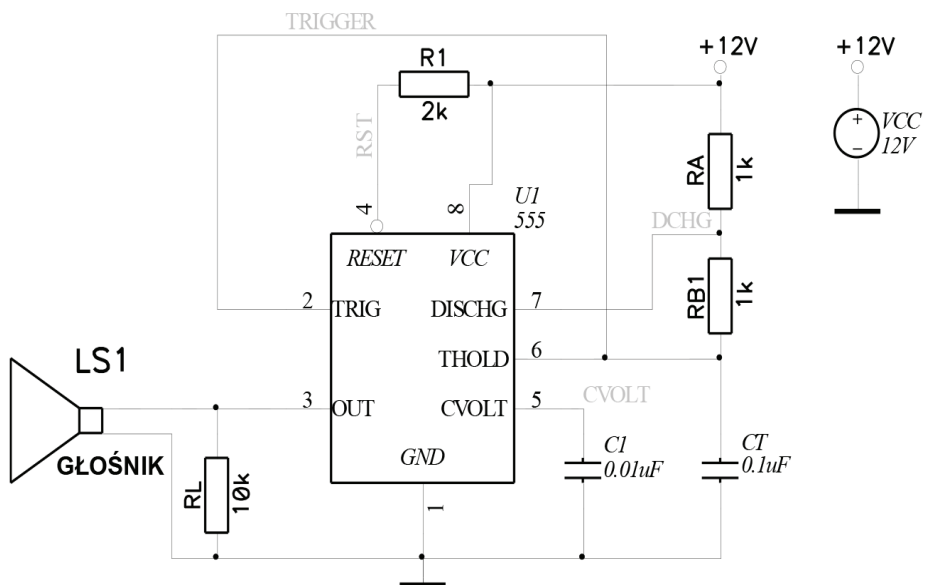 TRIGGER
+12V
+12V
R1
2k
RST
VCC
12V
RA
1k
U1
555
4
8
DCHG
RESET
VCC
RB1
1k
2
TRIG
DISCHG
7
THOLD
6
LS1
CVOLT
3
OUT
CVOLT
5
GŁOŚNIK
GND
C1
0.01uF
CT
0.1uF
RL
10k
1